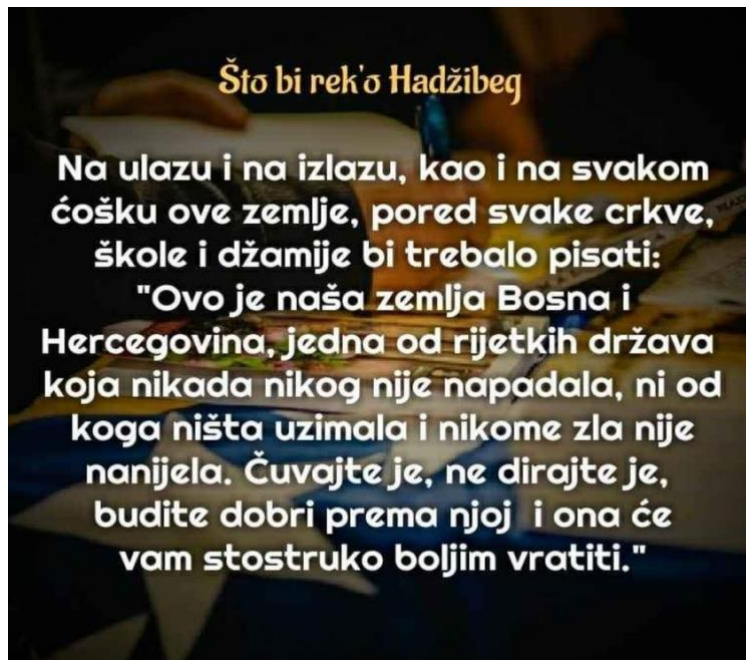 Što bi rek'o Hadžibeg
Na ulazu i na izlazu, kao i na svakom
ćošku ove zemlje, pored svake crkve,
škole i džamije bi trebalo pisati:
"Ovo je naša zemlja Bosna i
Hercegovina, jedna od rijetkih država
koja nikada nikog nije napadala, ni od
koga ništa uzimala i nikome zla nije
nanijela. Čuvajte je, ne dirajte je,
budite dobri prema njoj i ona će
vam stostruko boljim vratiti."